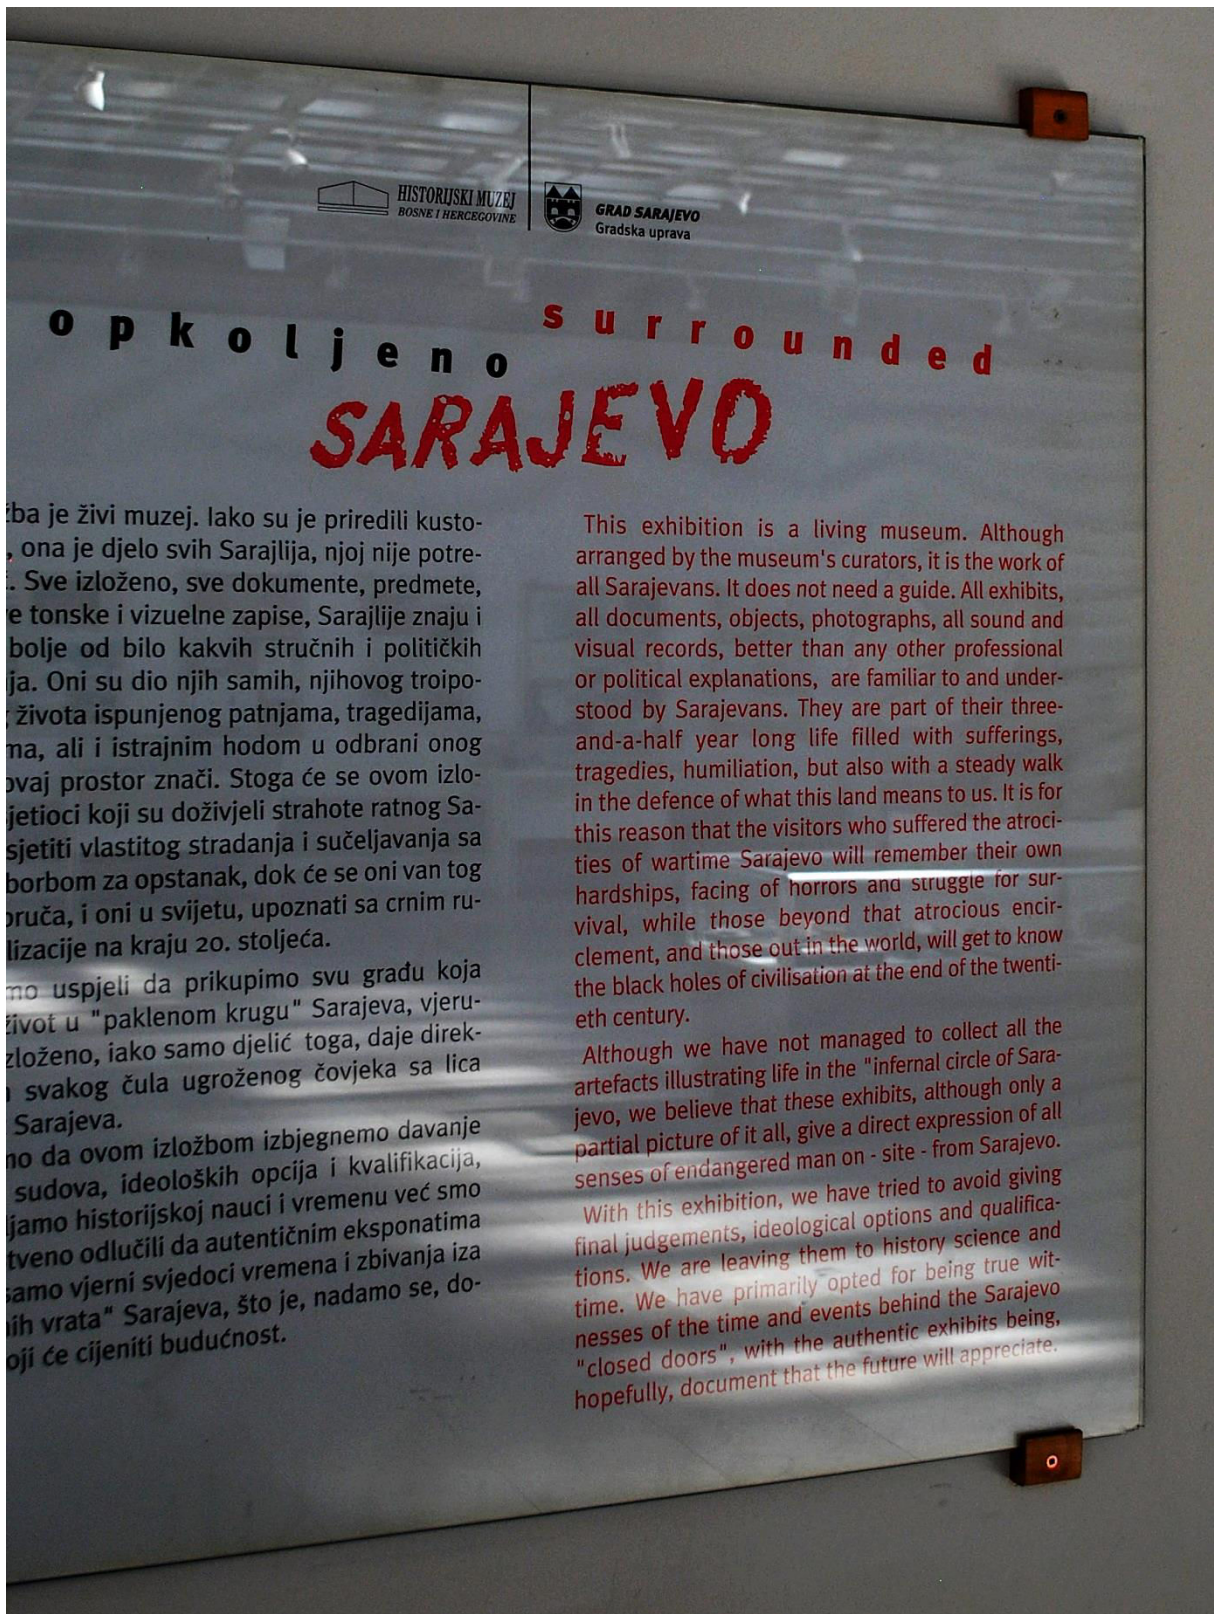 HISTORIJSKI MUZEJ
BOSNE I HERCEGOVINE
GRAD SARAJEVO
Gradska uprava
opkoljeno
surrounded
SARAJEVO
je živi muzej. Iako su je priredili kusto-
, ona je djelo svih Sarajlija, njoj nije potre-
. Sve izloženo, sve dokumente, predmete,
tonske i vizuelne zapise, Sarajlije znaju i
bolje od bilo kakvih stručnih i političkih
Oni su dio njih samih, njihovog troipo-
života ispunjenog patnjama, tragedijama,
ali i istrajnim hodom u odbrani onog
ovaj prostor znači. Stoga će se ovom izlo-
koji su doživjeli strahote ratnog Sa-
sjetiti vlastitog stradanja i sučeljavanja sa
borbom za opstanak, dok će se oni van tog
i oni u svijetu, upoznati sa crnim ru-
na kraju 20. stoljeća.
uspjeli da prikupimo svu građu koja
život u "paklenom krugu" Sarajeva, vjeru-
iako samo djelić toga, daje direk-
svakog čula ugroženog čovjeka sa lica
Sarajeva.
da ovom izložbom izbjegnemo davanje
sudova, ideoloških opcija i kvalifikacija,
historijskoj nauci i vremenu već smo
odlučili da autentičnim eksponatima
samo vjerni svjedoci vremena i zbivanja iza
vrata" Sarajeva, što je, nadamo se, do-
će cijeniti budućnost.
This exhibition is a living museum. Although
arranged by the museum's curators, it is the work of
all Sarajevans. It does not need a guide. All exhibits,
all documents, objects, photographs, all sound and
visual records, better than any other professional
or political explanations, are familiar to and under-
stood by Sarajevans. They are part of their three-
and-a-half year long life filled with sufferings,
tragedies, humiliation, but also with a steady walk
in the defence of what this land means to us. It is for
this reason that the visitors who suffered the atroci-
ties of wartime Sarajevo will remember their own
hardships, facing of horrors and struggle for sur-
vival, while those beyond that atrocious encir-
clement, and those out in the world, will get to know
the black holes of civilisation at the end of the twenti-
eth century.
Although we have not managed to collect all the
artefacts illustrating life in the "infernal circle of Sara-
jevo, we believe that these exhibits, although only a
partial picture of it all, give a direct expression of all
senses of endangered man on - site - from Sarajevo.
With this exhibition, we have tried to avoid giving
final judgements, ideological options and qualifica-
tions. We are leaving them to history science and
time. We have primarily opted for being true wit-
nesses of the time and events behind the Sarajevo
"closed doors", with the authentic exhibits being,
hopefully, document that the future will appreciate.